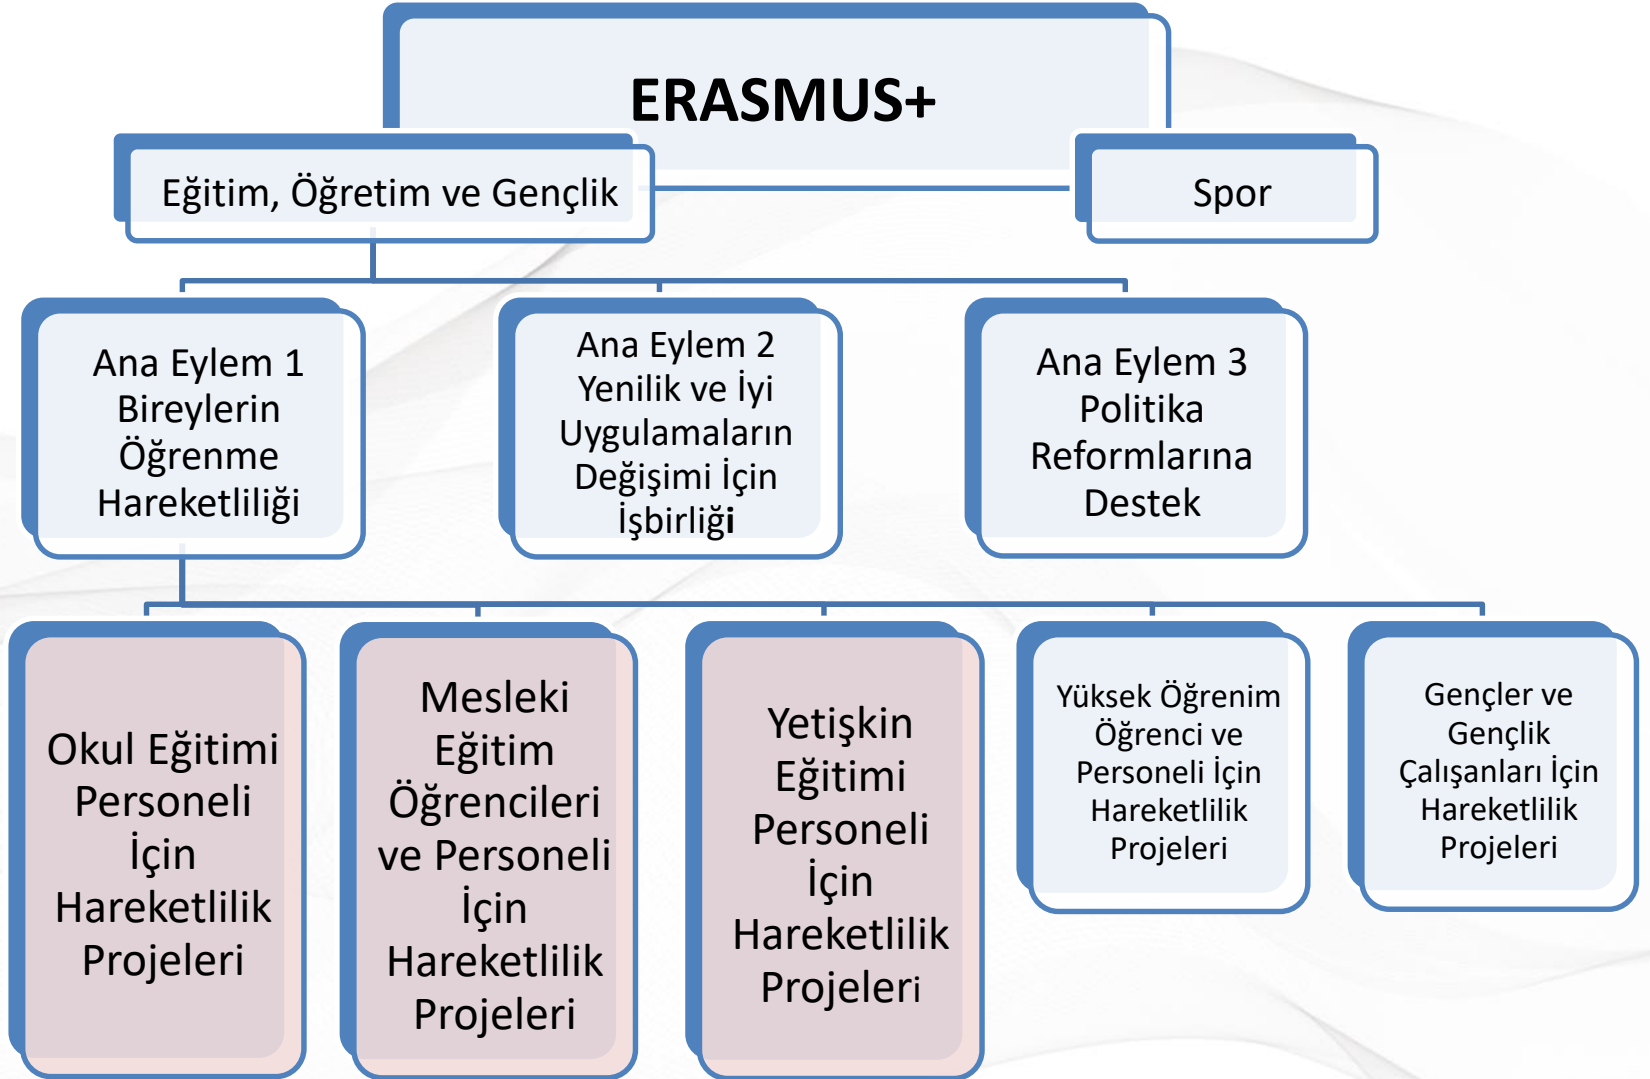 ERASMUS+
Eğitim, Öğretim ve Gençlik
Spor
Ana Eylem 1
Bireylerin
Öğrenme
Hareketliliği
Ana Eylem 2
Yenilik ve İyi
Uygulamaların
Değişimi İçin
İşbirliği
Ana Eylem 3
Politika
Reformlarına
Destek
Okul Eğitimi
Personeli
İçin
Hareketlilik
Projeleri
Mesleki
Eğitim
Öğrencileri
ve Personeli
İçin
Hareketlilik
Projeleri
Yetişkin
Eğitimi
Personeli
İçin
Hareketlilik
Projeleri
Yüksek Öğrenim
Öğrenci ve
Personeli İçin
Hareketlilik
Projeleri
Gençler ve
Gençlik
Çalışanları İçin
Hareketlilik
Projeleri